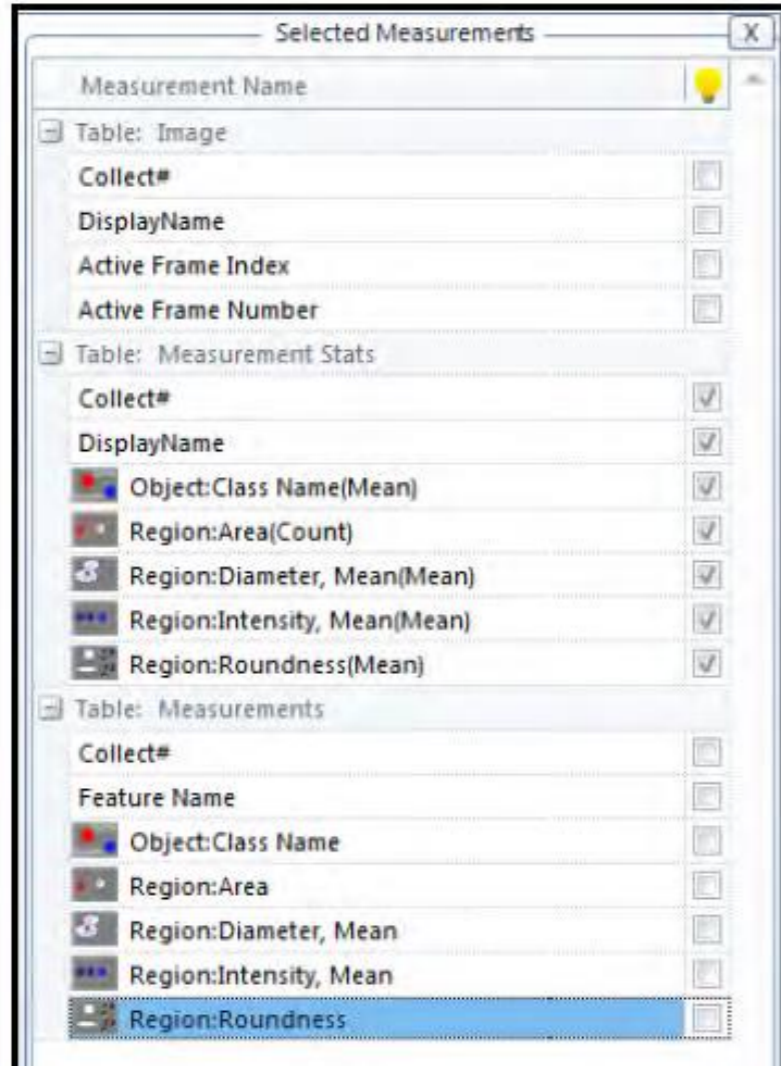 Selected Measurements X
Measurement Name
Table: Image
Collect#
DisplayName
Active Frame Index
Active Frame Number
Table: Measurement Stats
Collect#
DisplayName
Object:Class Name(Mean)
Region:Area(Count)
Region:Diameter, Mean(Mean)
Region:Intensity, Mean(Mean)
Region:Roundness(Mean)
Table: Measurements
Collect#
Feature Name
Object:Class Name
Region:Area
Region:Diameter, Mean
Region:Intensity, Mean
Region:Roundness